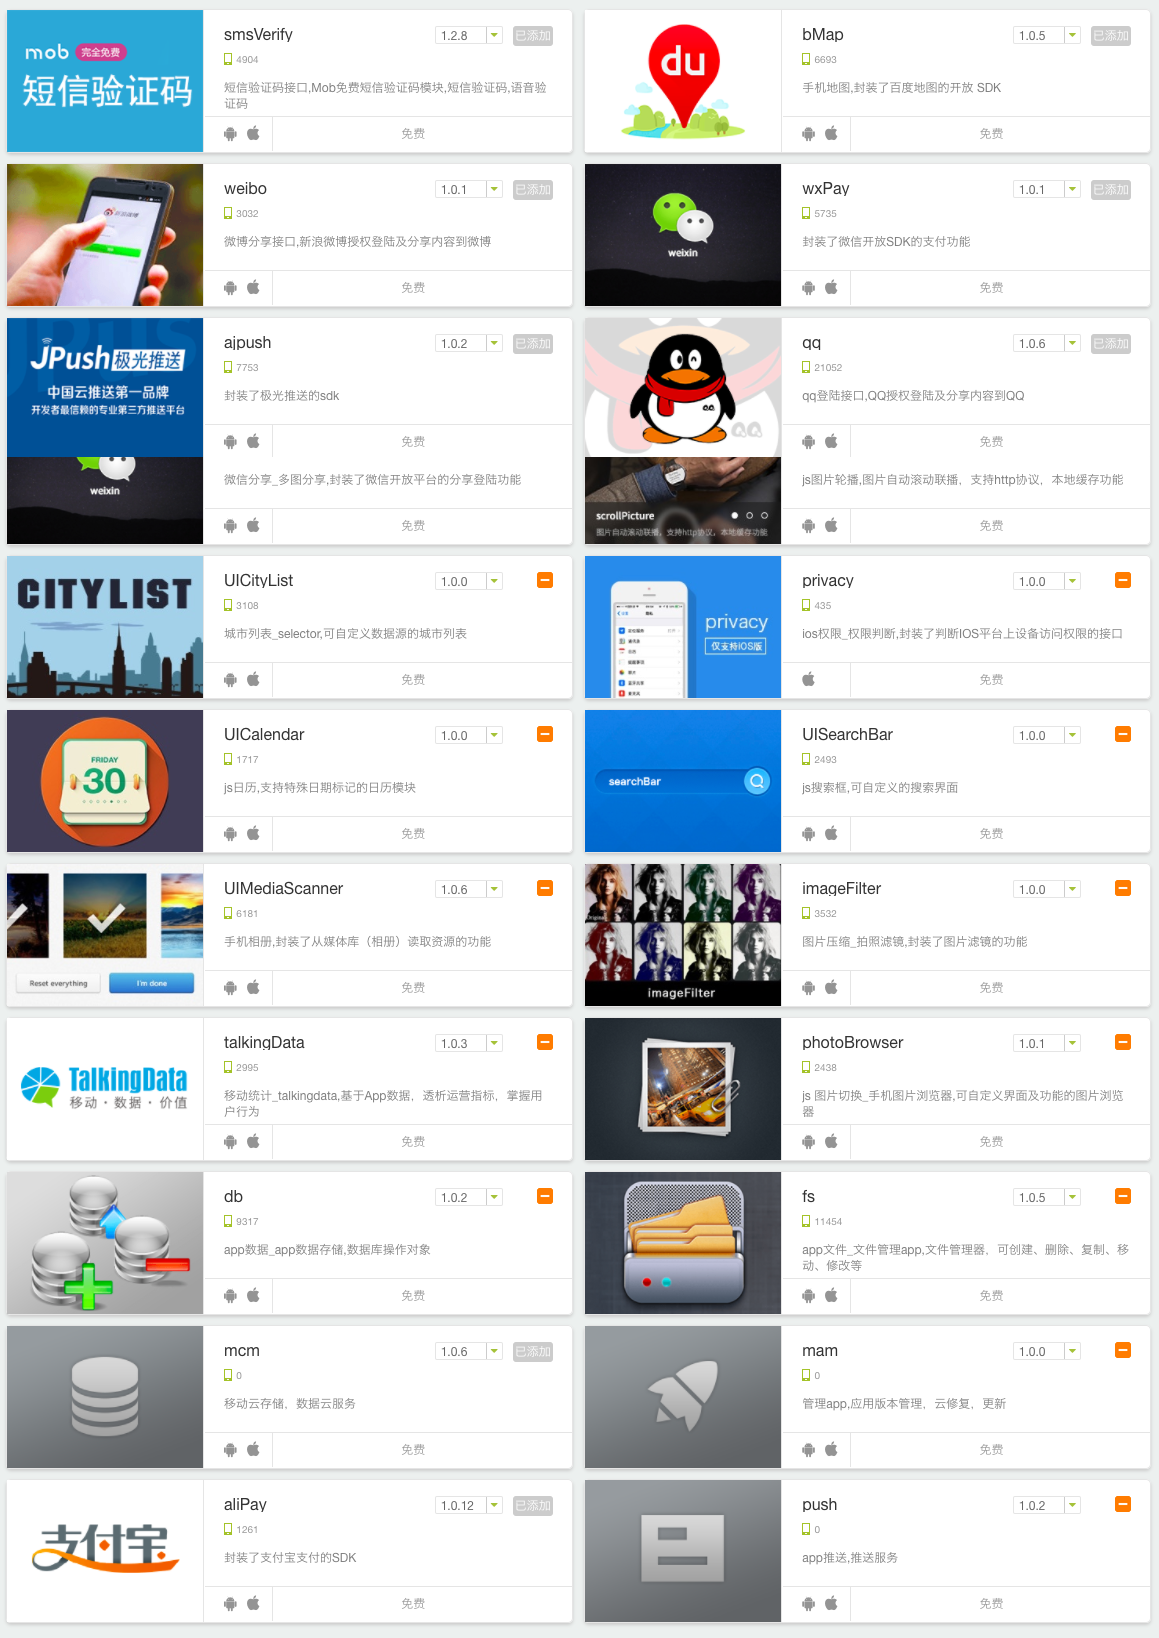 mob 完全免费
短信验证码
smsVerify
1.2.8
已添加
4904
短信验证码接口,Mob免费短信验证码模块,短信验证码,语音验
证码
免费
du
bMap
1.0.5
已添加
6693
手机地图,封装了百度地图的开放 SDK
免费
weibo
1.0.1
已添加
3032
微博分享接口,新浪微博授权登陆及分享内容到微博
免费
weixin
wxPay
1.0.1
已添加
5735
封装了微信开放SDK的支付功能
免费
JPush极光推送
中国云推送第一品牌
开发者最信赖的专业第三方推送平台
ajpush
1.0.2
已添加
7753
封装了极光推送的sdk
免费
qq
1.0.6
已添加
21052
qq登陆接口,QQ授权登陆及分享内容到QQ
免费
weixin
微信分享_多图分享,封装了微信开放平台的分享登陆功能
免费
scrollPicture
图片自动滚动联播，支持http协议，本地缓存功能
js图片轮播,图片自动滚动联播，支持http协议，本地缓存功能
免费
CITYLIST
UICityList
1.0.0
3108
城市列表_selector,可自定义数据源的城市列表
免费
privacy
仅支持IOS版
privacy
1.0.0
435
ios权限_权限判断,封装了判断IOS平台上设备访问权限的接口
免费
FRIDAY
30
UICalendar
1.0.0
1717
js日历,支持特殊日期标记的日历模块
免费
searchBar
UISearchBar
1.0.0
2493
js搜索框,可自定义的搜索界面
免费
Reset everything
I'm done
UIMediaScanner
1.0.6
6181
手机相册,封装了从媒体库（相册）读取资源的功能
免费
Original
imageFilter
imageFilter
1.0.0
3532
图片压缩_拍照滤镜,封装了图片滤镜的功能
免费
TalkingData
移动·数据·价值
talkingData
1.0.3
2995
移动统计_talkingdata,基于App数据，透析运营指标，掌握用
户行为
免费
photoBrowser
1.0.1
2438
js 图片切换_手机图片浏览器,可自定义界面及功能的图片浏览
器
免费
db
1.0.2
9317
app数据_app数据存储,数据库操作对象
免费
fs
1.0.5
11454
app文件_文件管理app,文件管理器，可创建、删除、复制、移
动、修改等
免费
mcm
1.0.6
已添加
0
移动云存储，数据云服务
免费
mam
1.0.0
0
管理app,应用版本管理，云修复，更新
免费
支付宝
aliPay
1.0.12
已添加
1261
封装了支付宝支付的SDK
免费
push
1.0.2
0
app推送,推送服务
免费